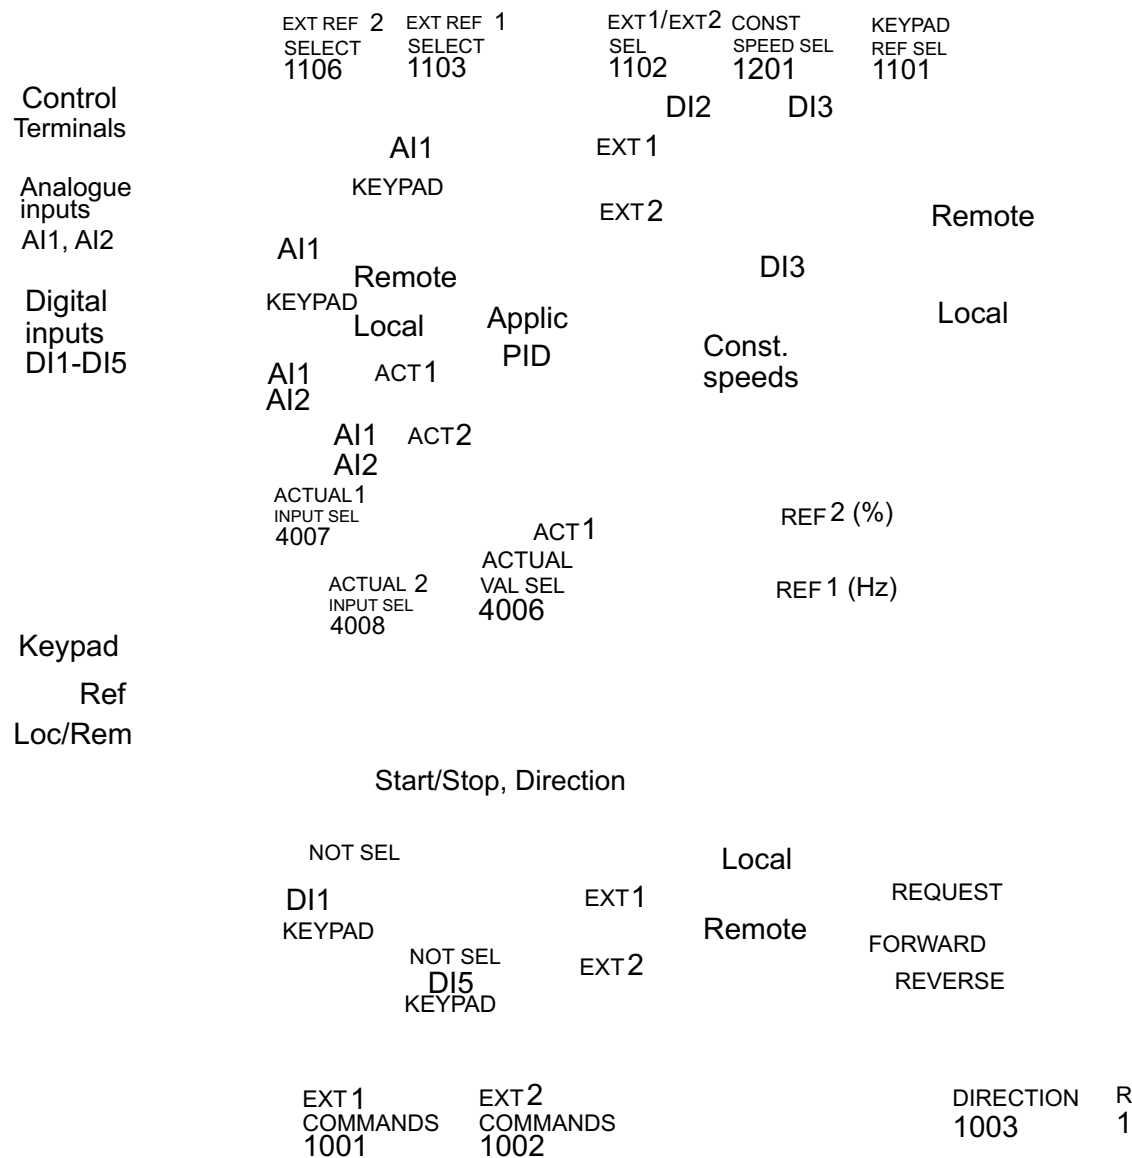 EXT REF 2 EXT REF 1 EXT1/EXT2 CONST KEYPAD
SELECT SELECT SEL SPEED SEL REF SEL
1106 1103 1102 1201 1101
Control DI2 DI3
Terminals
AI1 EXT1
Analogue KEYPAD
inputs EXT2 Remote
AI1, AI2 AI1
Remote DI3
Digital KEYPAD
inputs Local Applic Local
DI1-DI5 PID Const.
AI1 ACT1 speeds
AI2
AI1 ACT2
AI2
ACTUAL1
INPUT SEL REF2 (%)
4007 ACT1
ACTUAL
ACTUAL 2 VAL SEL REF1 (Hz)
INPUT SEL 4006
4008
Keypad
Ref
Loc/Rem
Start/Stop, Direction
NOT SEL Local
DI1 EXT1 REQUEST
KEYPAD Remote
NOT SEL EXT2 FORWARD
DI5 REVERSE
KEYPAD
EXT1 EXT2 DIRECTION R
COMMANDS COMMANDS 1003 1
1001 1002